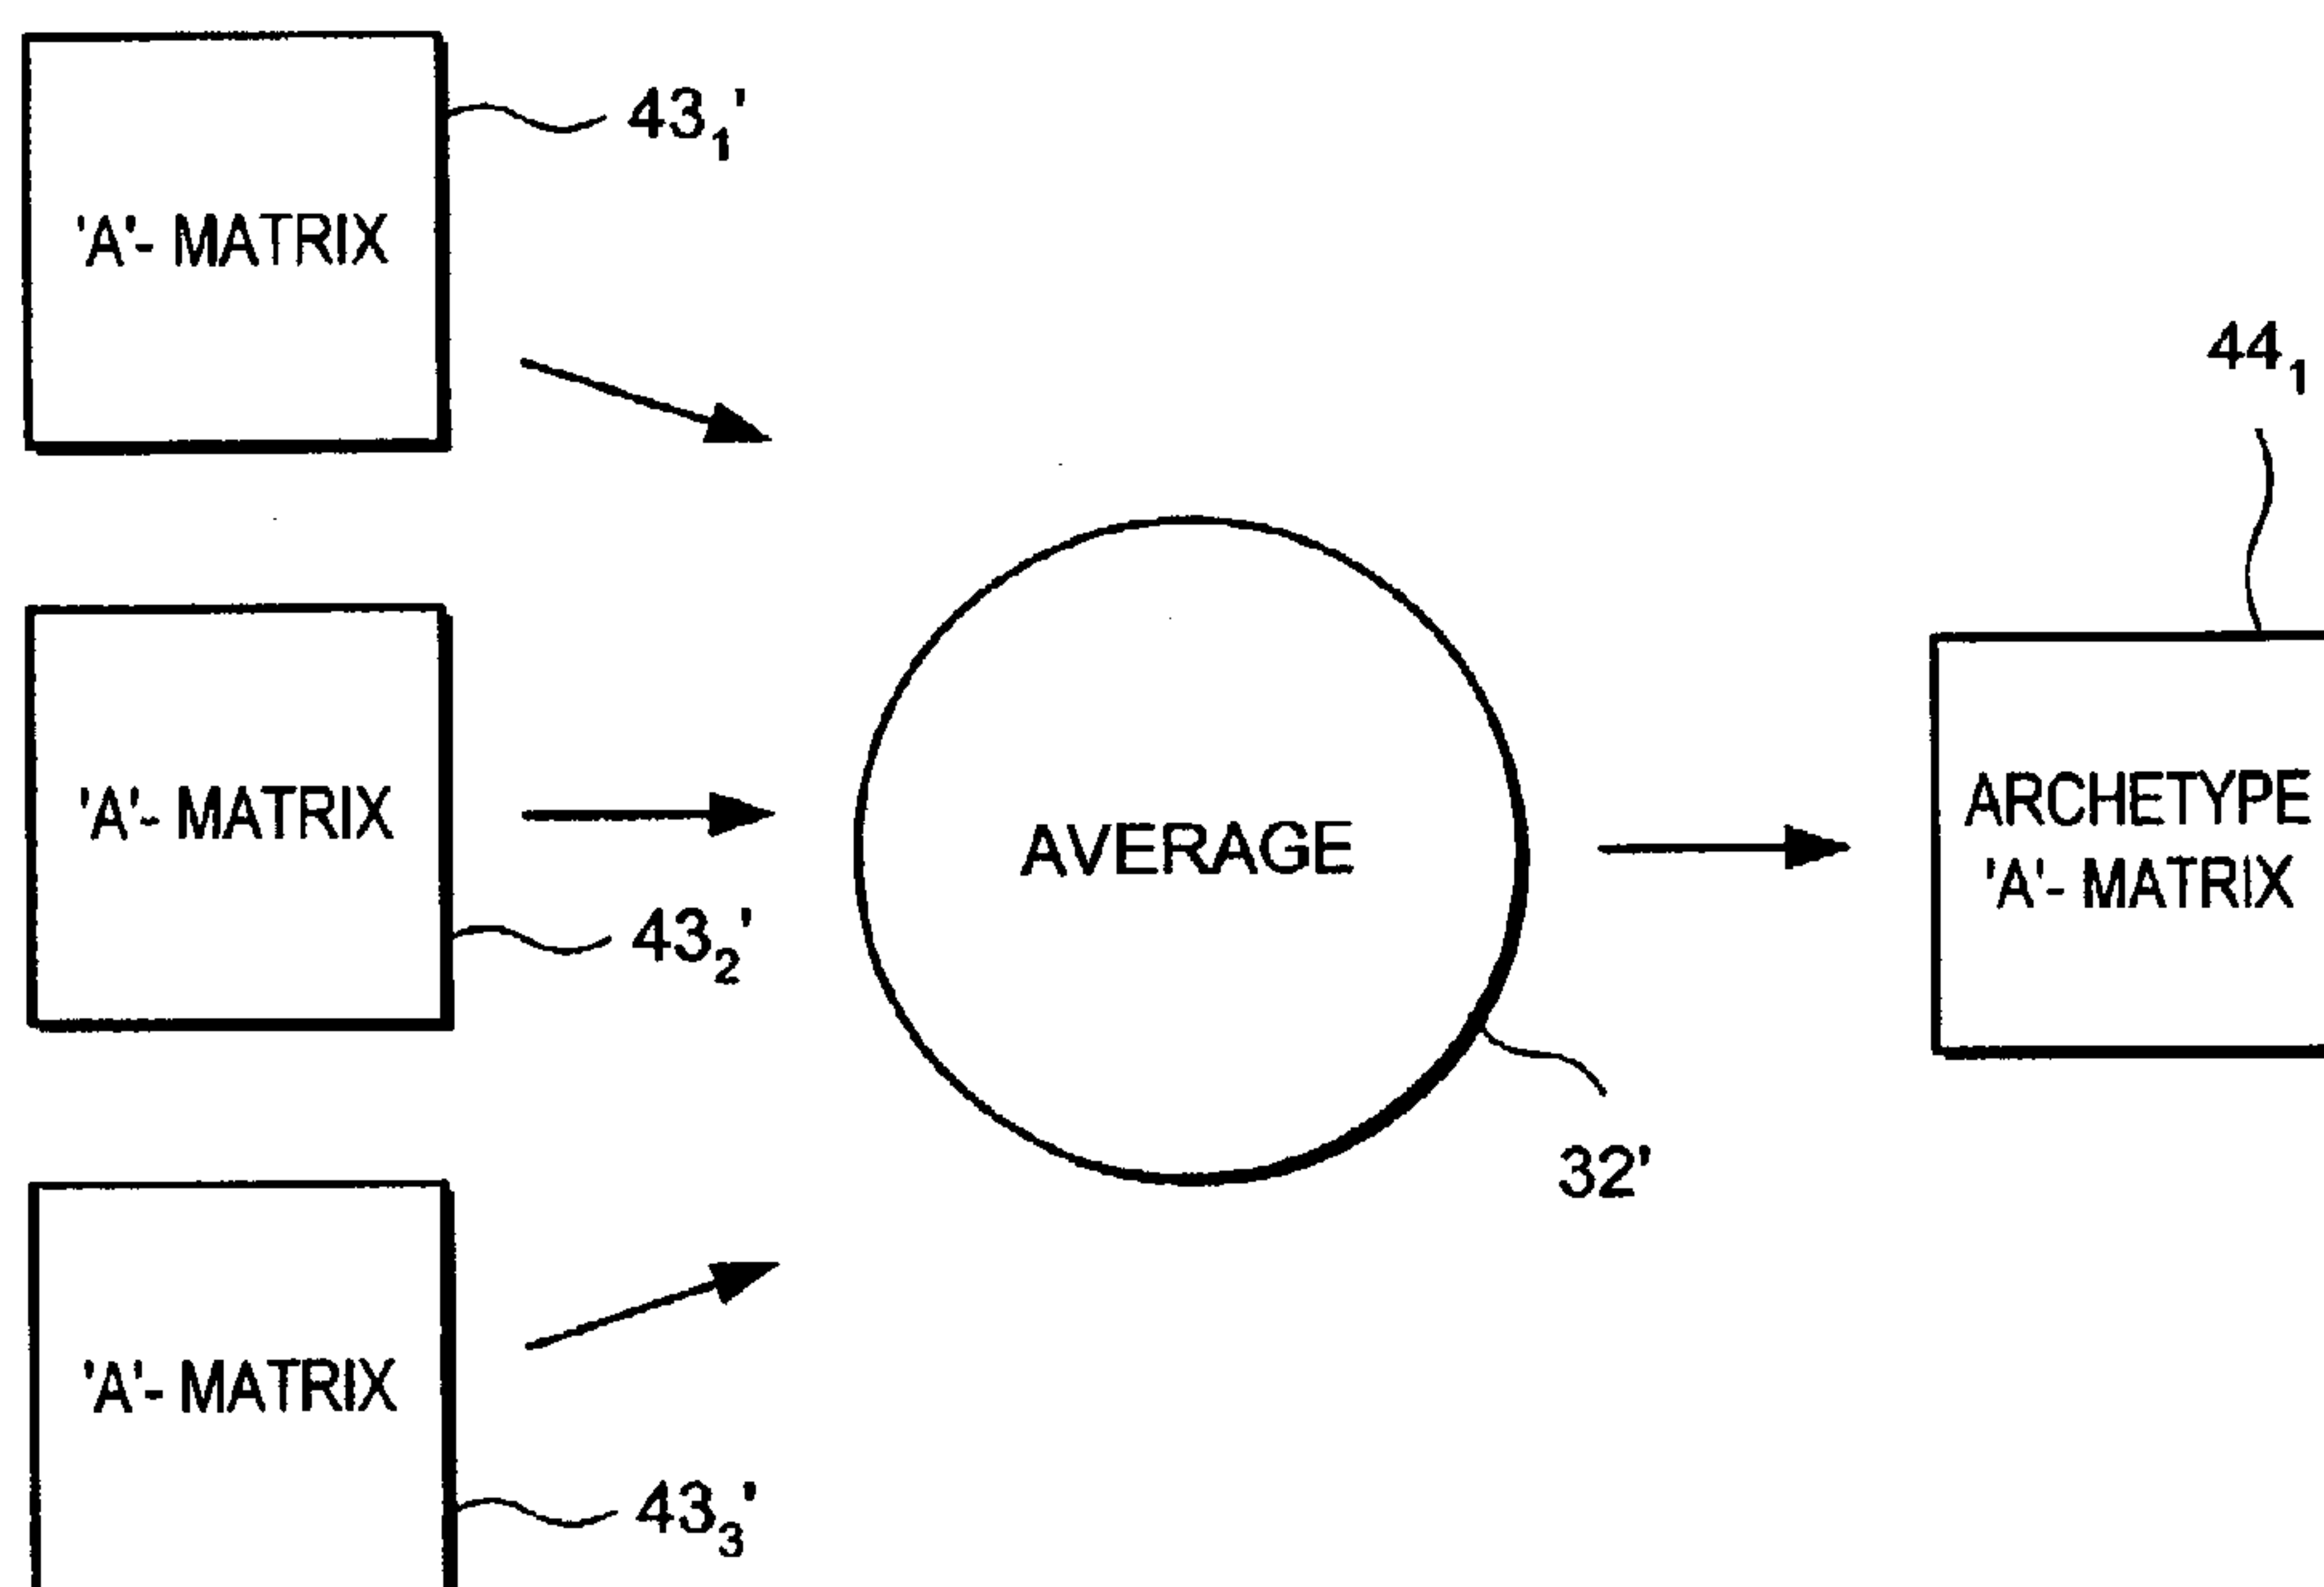 43₁'
'A'- MATRIX
44₁
'A'- MATRIX
43₂'
AVERAGE
ARCHETYPE
'A'- MATRIX
32'
'A'- MATRIX
43₃'